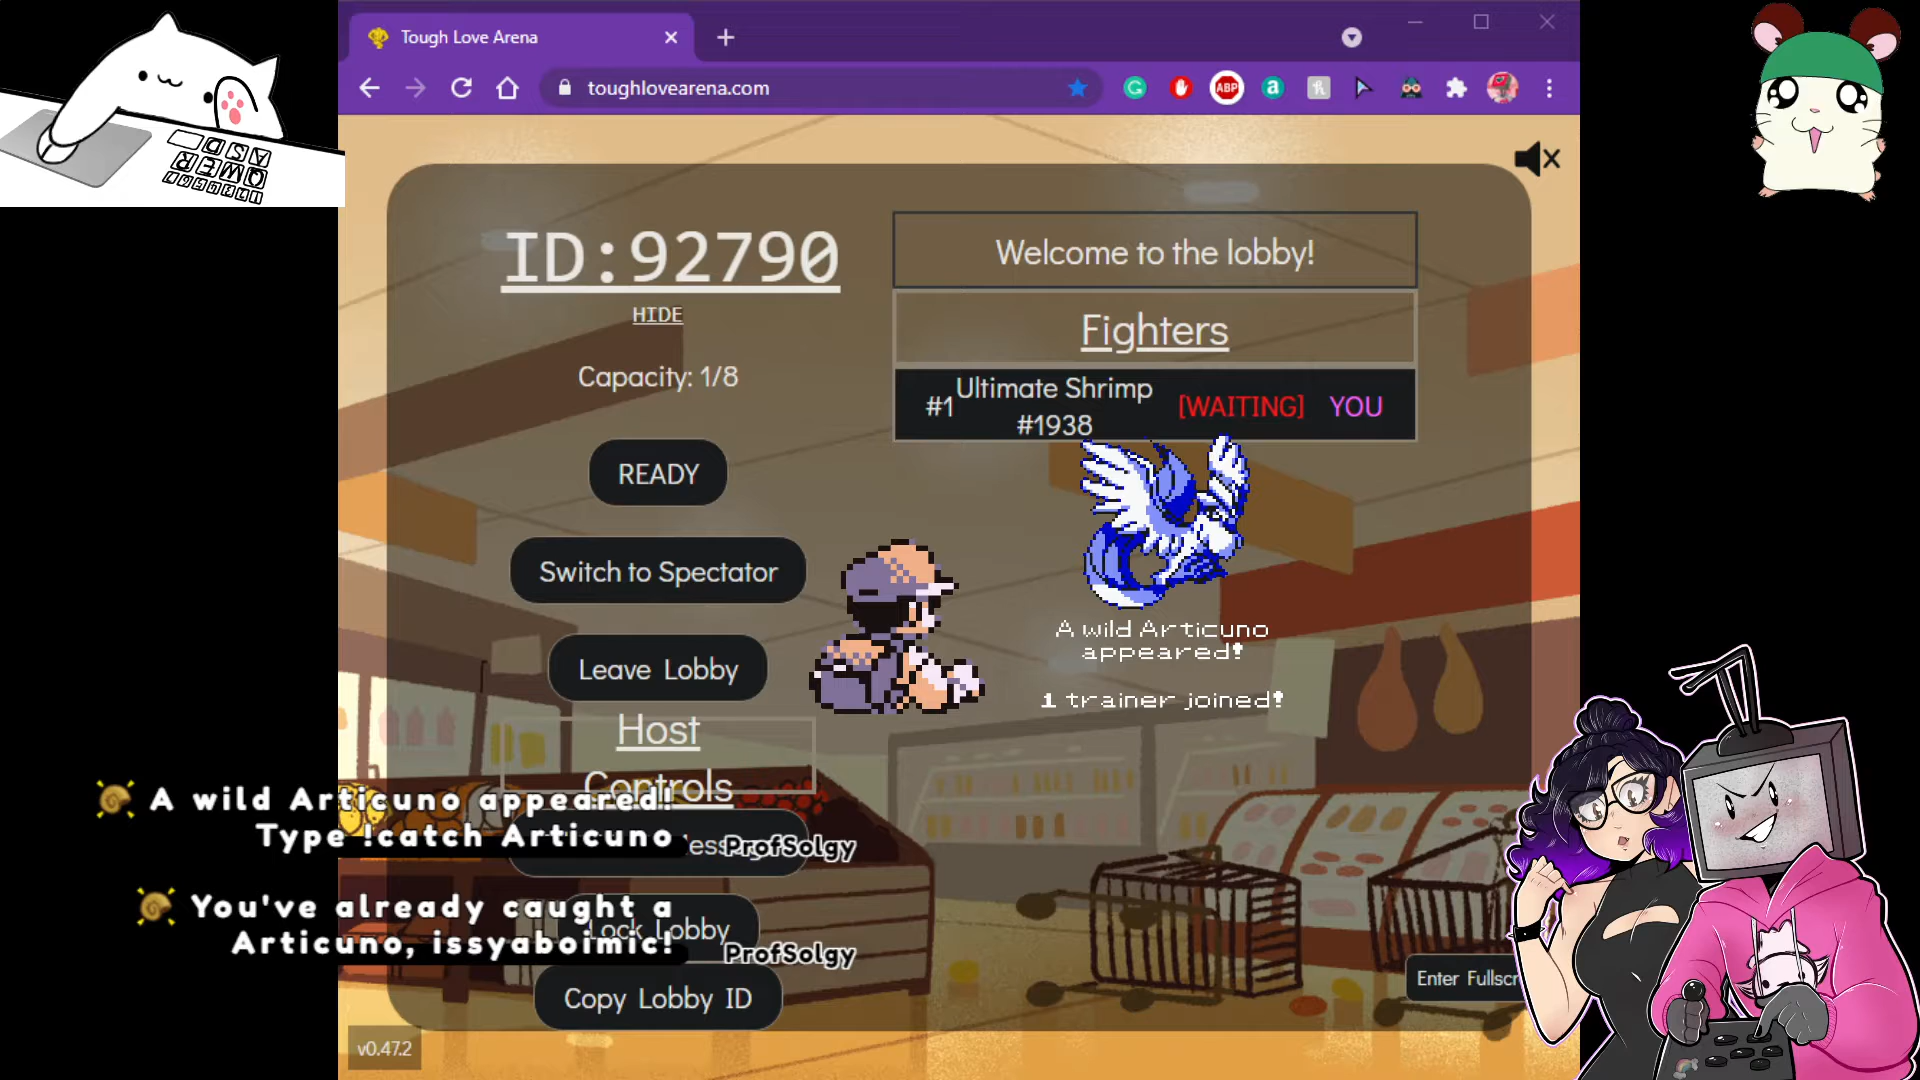 Tough Love Arena
toughlovearena.com
ABP
ID:92790
HIDE
Capacity: 1/8
READY
Switch to Spectator
Leave Lobby
Host
Controls
Lock Lobby
Copy Lobby ID
v0.47.2
Welcome to the lobby!
Fighters
#1 Ultimate Shrimp #1938 [WAITING] YOU
A wild Articuno
appeared!
1 trainer joined!
A wild Articuno appeared!
Type !catch Articuno
ProfSolgy
You've already caught a
Articuno, issyaboimic!
ProfSolgy
Enter Fullscr